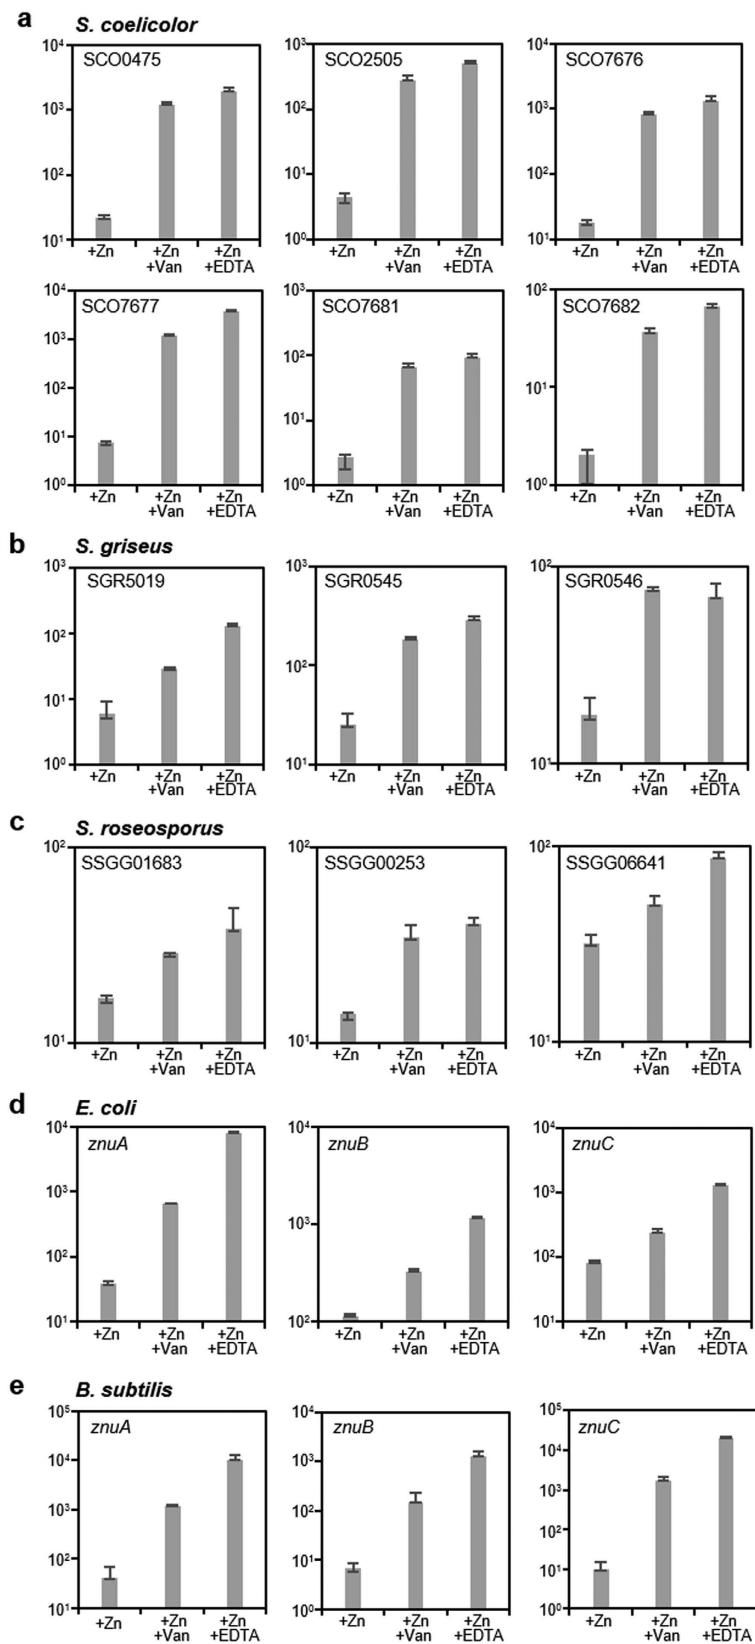 a S. coelicolor
SCO0475 SCO2505 SCO7676
10⁴ 10³ 10⁴
10³ 10² 10³
10² 10¹ 10²
10¹ 10⁰ 10¹
+Zn +Zn +Zn +Zn +Zn +Zn +Zn +Zn +Zn
+Van +EDTA +Van +EDTA +Van +EDTA
SCO7677 SCO7681 SCO7682
10⁴ 10³ 10²
10³ 10² 10¹
10² 10¹ 10⁰
10¹ 10⁰
10⁰
+Zn +Zn +Zn +Zn +Zn +Zn +Zn +Zn +Zn
+Van +EDTA +Van +EDTA +Van +EDTA
b S. griseus
SGR5019 SGR0545 SGR0546
10³ 10³ 10²
10² 10² 10¹
10¹ 10¹
10⁰
+Zn +Zn +Zn +Zn +Zn +Zn +Zn +Zn +Zn
+Van +EDTA +Van +EDTA +Van +EDTA
c S. roseosporus
SSGG01683 SSGG00253 SSGG06641
10² 10² 10²
10¹ 10¹ 10¹
+Zn +Zn +Zn +Zn +Zn +Zn +Zn +Zn +Zn
+Van +EDTA +Van +EDTA +Van +EDTA
d E. coli
znuA znuB znuC
10⁴ 10⁴ 10⁴
10³ 10³ 10³
10² 10² 10²
10¹ 10¹
+Zn +Zn +Zn +Zn +Zn +Zn +Zn +Zn +Zn
+Van +EDTA +Van +EDTA +Van +EDTA
e B. subtilis
znuA znuB znuC
10⁵ 10⁴ 10⁵
10⁴ 10³ 10⁴
10³ 10² 10³
10² 10¹ 10²
10¹ 10⁰ 10¹
10⁰
+Zn +Zn +Zn +Zn +Zn +Zn +Zn +Zn +Zn
+Van +EDTA +Van +EDTA +Van +EDTA